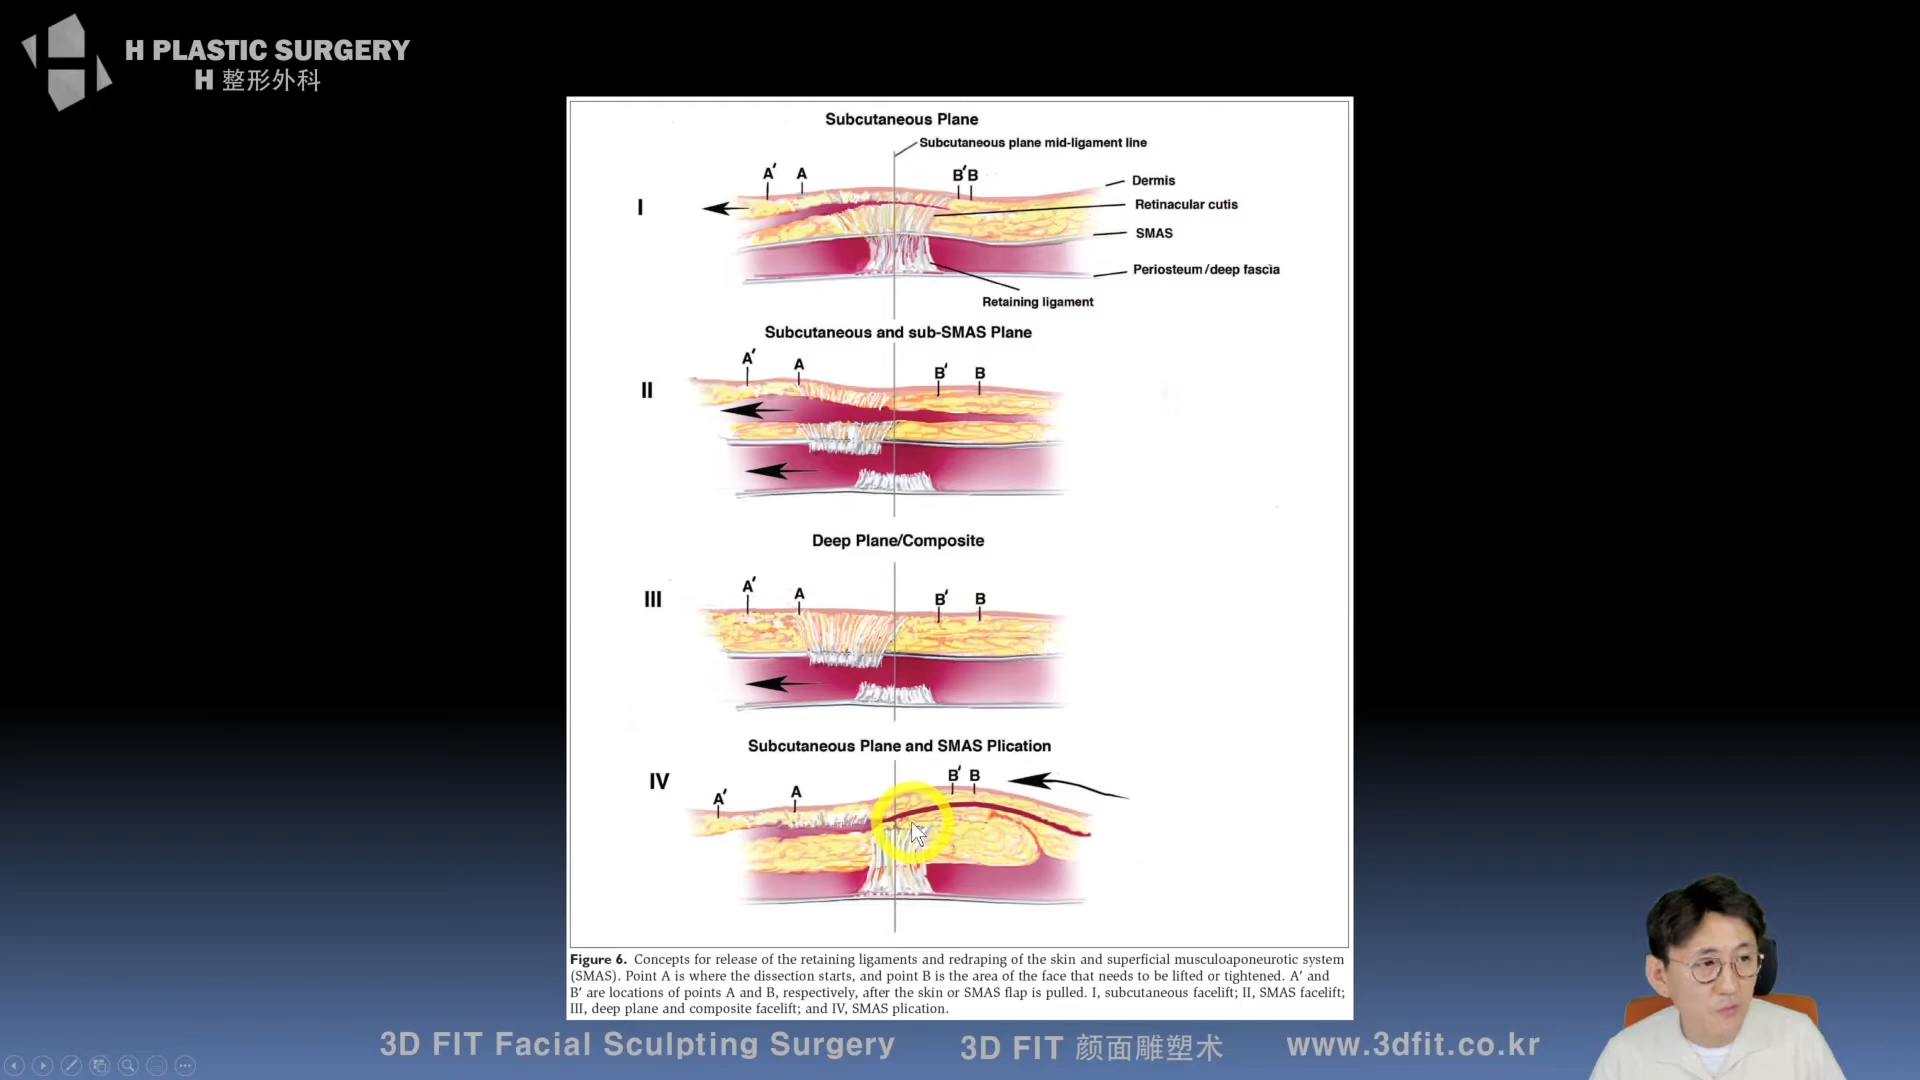 H PLASTIC SURGERY
H 整形外科
Subcutaneous Plane
Subcutaneous plane mid-ligament line
A′ A B′ B
Dermis
I
Retinacular cutis
SMAS
Periosteum/deep fascia
Retaining ligament
Subcutaneous and sub-SMAS Plane
A′ A B′ B
II
Deep Plane/Composite
A′ A B′ B
III
Subcutaneous Plane and SMAS Plication
IV
A′ A B′ B
Figure 6. Concepts for release of the retaining ligaments and redraping of the skin and superficial musculoaponeurotic system
(SMAS). Point A is where the dissection starts, and point B is the area of the face that needs to be lifted or tightened. A′ and
B′ are locations of points A and B, respectively, after the skin or SMAS flap is pulled. I, subcutaneous facelift; II, SMAS facelift;
III, deep plane and composite facelift; and IV, SMAS plication.
3D FIT Facial Sculpting Surgery 3D FIT 颜面雕塑术 www.3dfit.co.kr